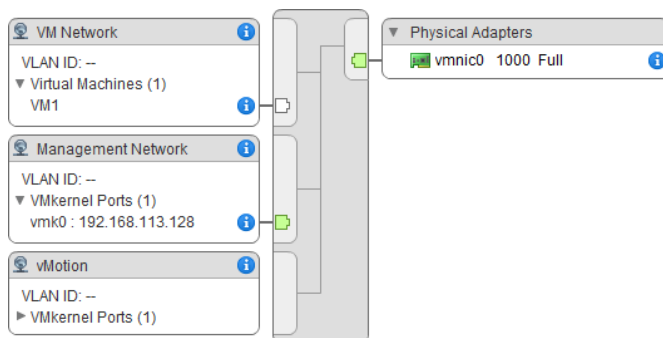 VM Network
VLAN ID: --
Virtual Machines (1)
VM1
Management Network
VLAN ID: --
VMkernel Ports (1)
vmk0 : 192.168.113.128
vMotion
VLAN ID: --
VMkernel Ports (1)
Physical Adapters
vmnic0 1000 Full